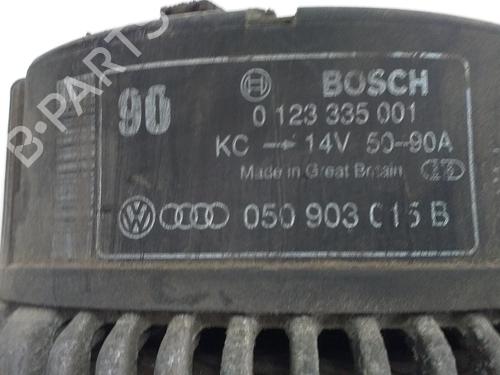 90
BOSCH
0 123 335 001
KC → 14V 50-90A
Made in Great Britain
050 903 015 B
B-PARTS